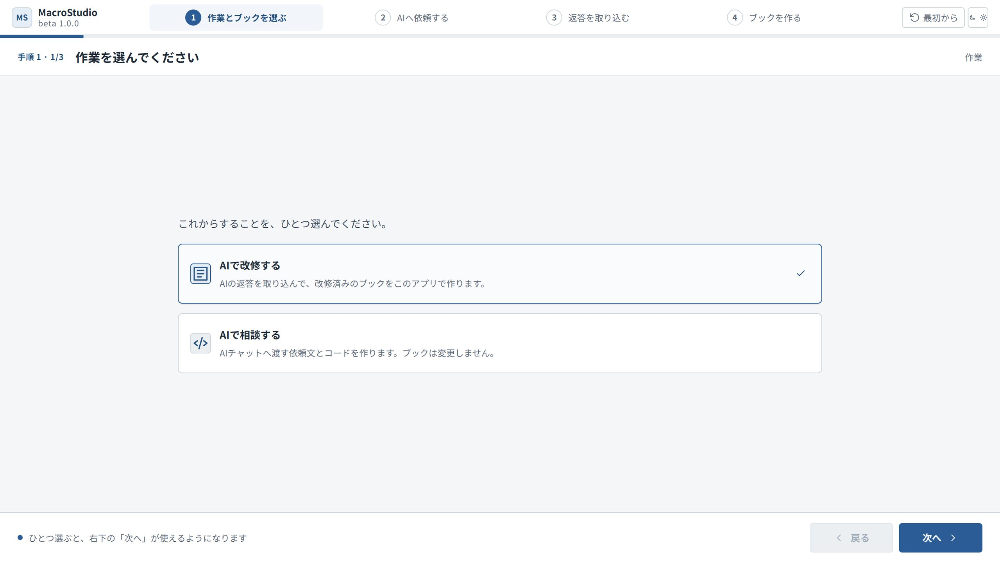 MS
MacroStudio
beta 1.0.0
1 作業とブックを選ぶ
2 AIへ依頼する
3 返答を取り込む
4 ブックを作る
最初から
手順 1 · 1/3
作業を選んでください
作業
これからすることを、ひとつ選んでください。
AIで改修する
AIの返答を取り込んで、改修済みのブックをこのアプリで作ります。
AIで相談する
AIチャットへ渡す依頼文とコードを作ります。ブックは変更しません。
ひとつ選ぶと、右下の「次へ」が使えるようになります
戻る
次へ